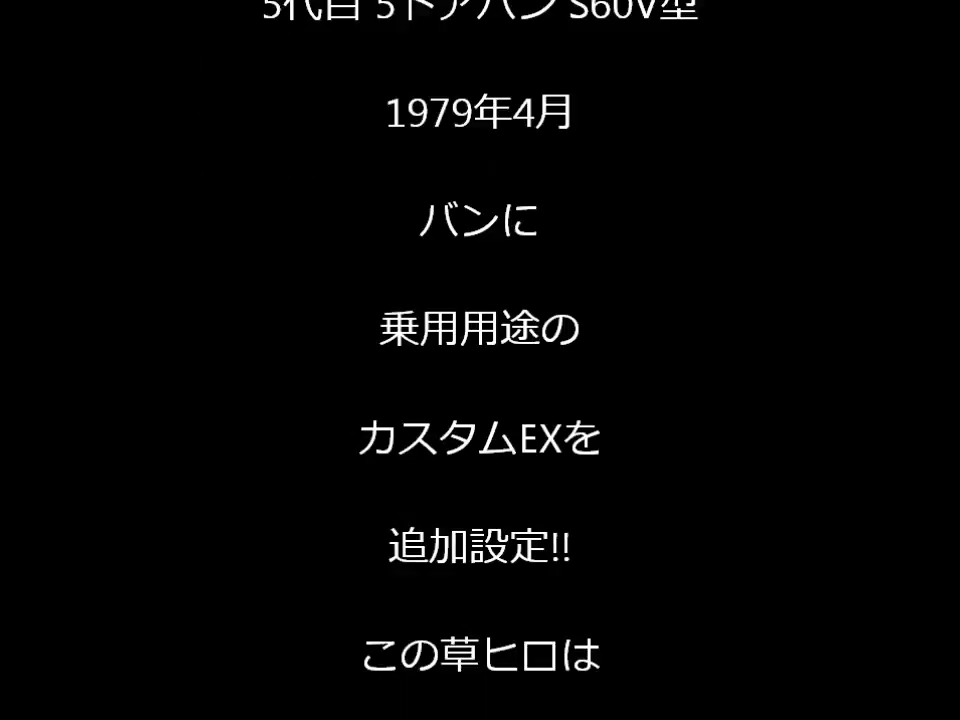 5代目 5ドアバン S60V型
1979年4月
バンに
乗用用途の
カスタムEXを
追加設定!!
この草ヒロは